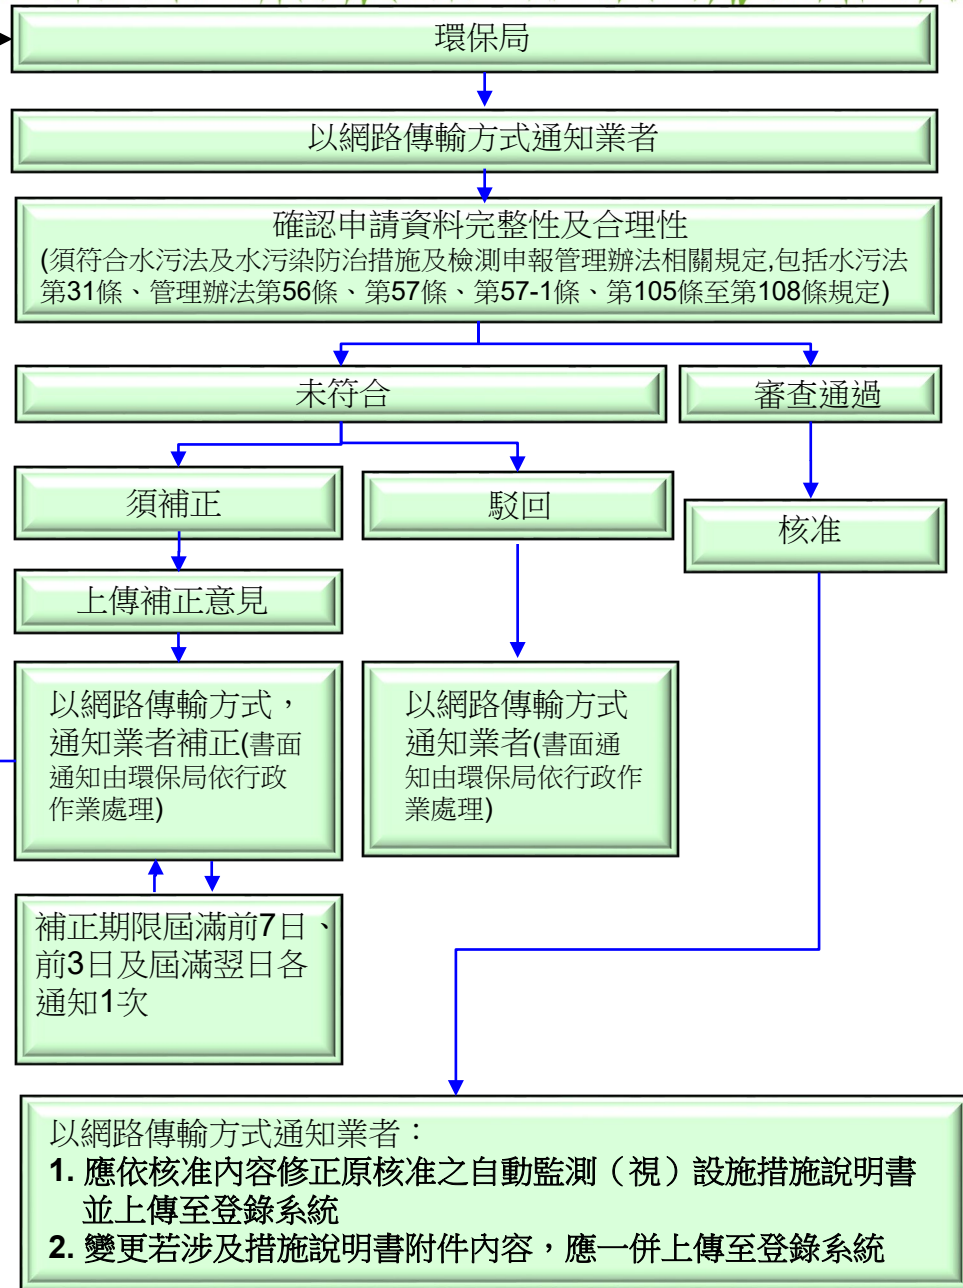 環保局
以網路傳輸方式通知業者
確認申請資料完整性及合理性
(須符合水污法及水污染防治措施及檢測申報管理辦法相關規定,包括水污法
第31條、管理辦法第56條、第57條、第57-1條、第105條至第108條規定)
未符合
審查通過
須補正
駁回
核准
上傳補正意見
以網路傳輸方式，
通知業者補正(書面
通知由環保局依行政
作業處理)
以網路傳輸方式
通知業者(書面通
知由環保局依行政作
業處理)
補正期限屆滿前7日、
前3日及屆滿翌日各
通知1次
以網路傳輸方式通知業者：
1. 應依核准內容修正原核准之自動監測（視）設施措施說明書
並上傳至登錄系統
2. 變更若涉及措施說明書附件內容，應一併上傳至登錄系統